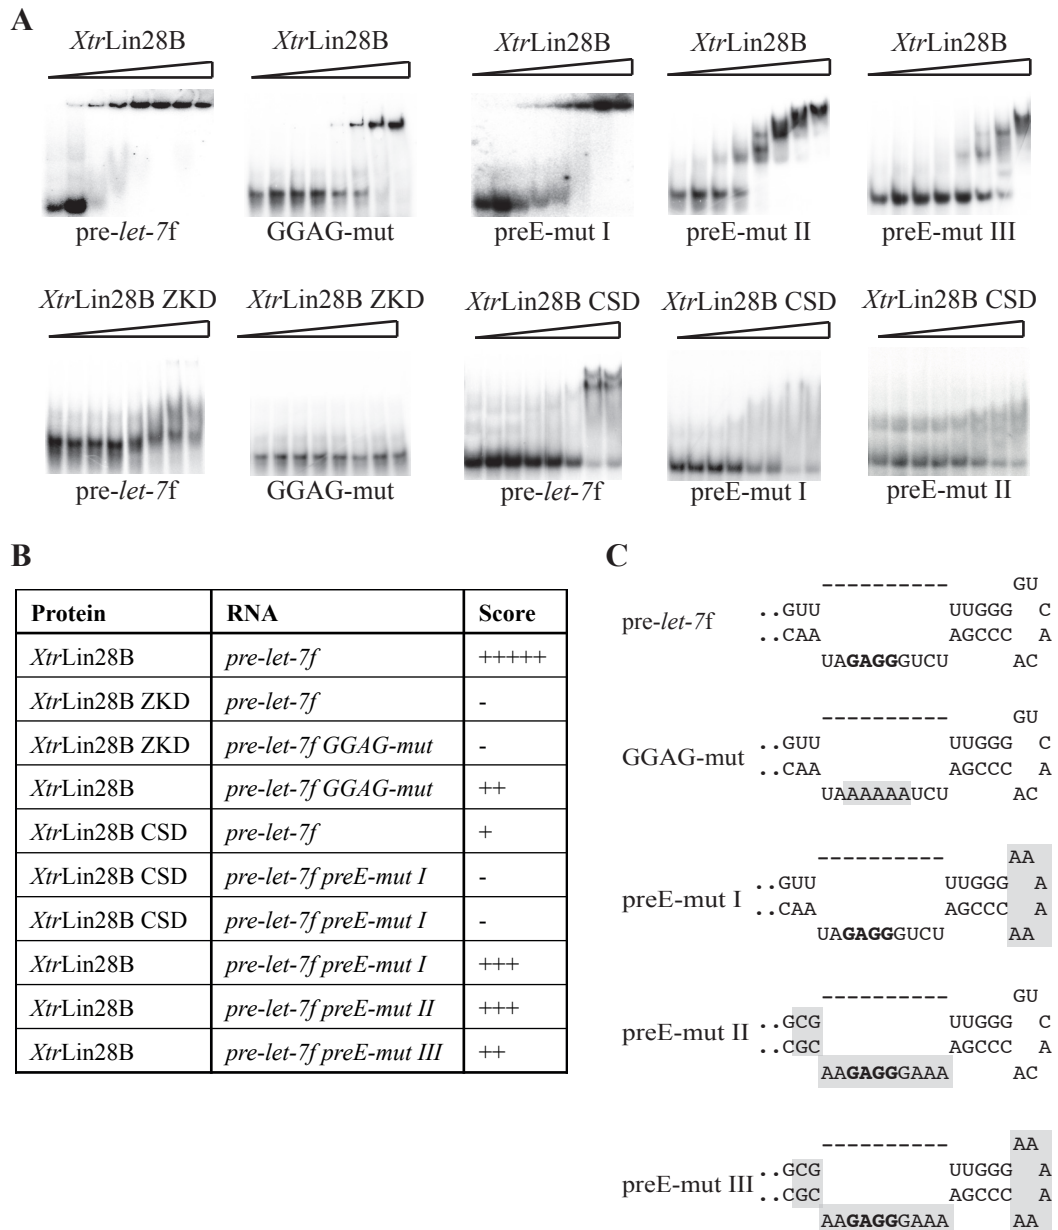 A
XtrLin28B XtrLin28B XtrLin28B XtrLin28B XtrLin28B
pre-let-7f GGAG-mut preE-mut I preE-mut II preE-mut III
XtrLin28B ZKD XtrLin28B ZKD XtrLin28B CSD XtrLin28B CSD XtrLin28B CSD
pre-let-7f GGAG-mut pre-let-7f preE-mut I preE-mut II
B
Protein RNA Score
XtrLin28B pre-let-7f +++++
XtrLin28B ZKD pre-let-7f -
XtrLin28B ZKD pre-let-7f GGAG-mut -
XtrLin28B pre-let-7f GGAG-mut ++
XtrLin28B CSD pre-let-7f +
XtrLin28B CSD pre-let-7f preE-mut I -
XtrLin28B CSD pre-let-7f preE-mut I -
XtrLin28B pre-let-7f preE-mut I +++
XtrLin28B pre-let-7f preE-mut II +++
XtrLin28B pre-let-7f preE-mut III ++
C
pre-let-7f
---------- GU
..GUU UUGGG C
..CAA AGCCC A
UAGAGGGUCU AC
GGAG-mut
---------- GU
..GUU UUGGG C
..CAA AGCCC A
UAAAAAAUCU AC
preE-mut I
---------- AA
..GUU UUGGG A
..CAA AGCCC A
UAGAGGGUCU AA
preE-mut II
---------- GU
..GCG UUGGG C
..CGC AGCCC A
AAGAGGGAAA AC
preE-mut III
---------- AA
..GCG UUGGG A
..CGC AGCCC A
AAGAGGGAAA AA